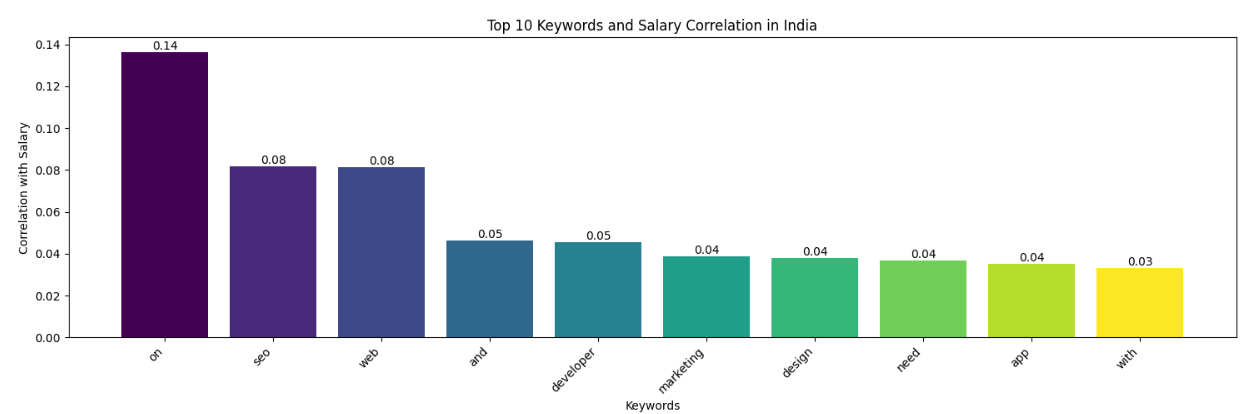 Top 10 Keywords and Salary Correlation in India
Correlation with Salary
0.14
0.12
0.10
0.08
0.06
0.04
0.02
0.00
0.14
0.08
0.08
0.05
0.05
0.04
0.04
0.04
0.04
0.03
on
seo
web
and
developer
marketing
design
need
app
with
Keywords